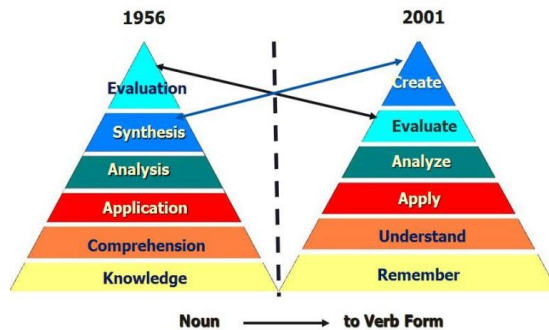 1956
Evaluation
Synthesis
Analysis
Application
Comprehension
Knowledge
2001
Create
Evaluate
Analyze
Apply
Understand
Remember
Noun to Verb Form